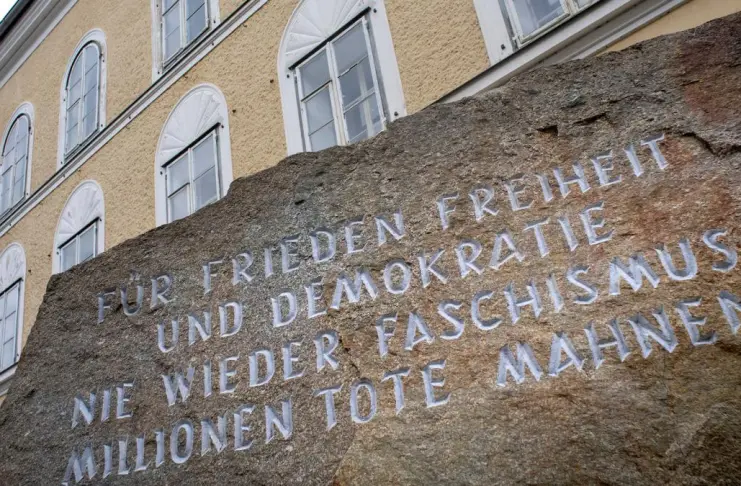 FÜR FRIEDEN FREIHEIT
UND DEMOKRATIE
NIE WIEDER FASCHISMUS
MILLIONEN TOTE MAHNEN